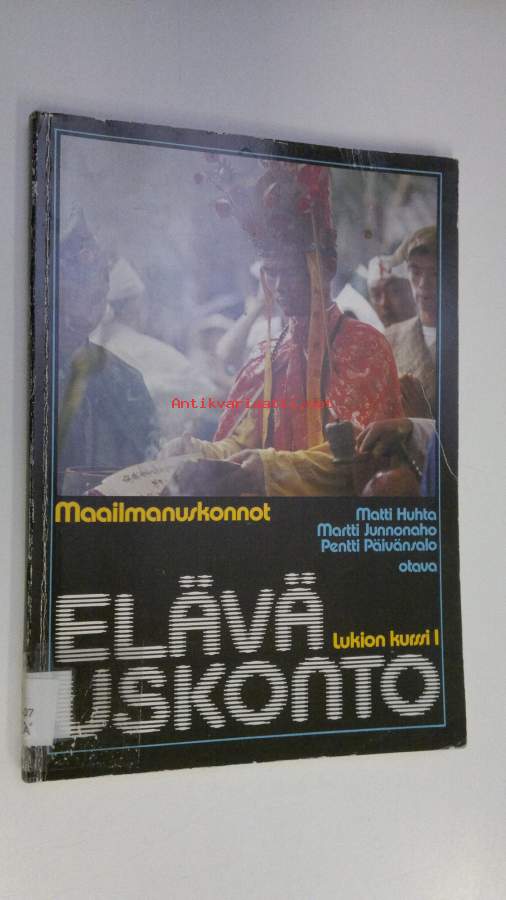 Antikvariaatti.net
Maailmanuskonnot
Matti Huhta
Martti Junnonaho
Pentti Päivänsalo
otava
ELÄVÄ
Lukion kurssi I
USKONTO